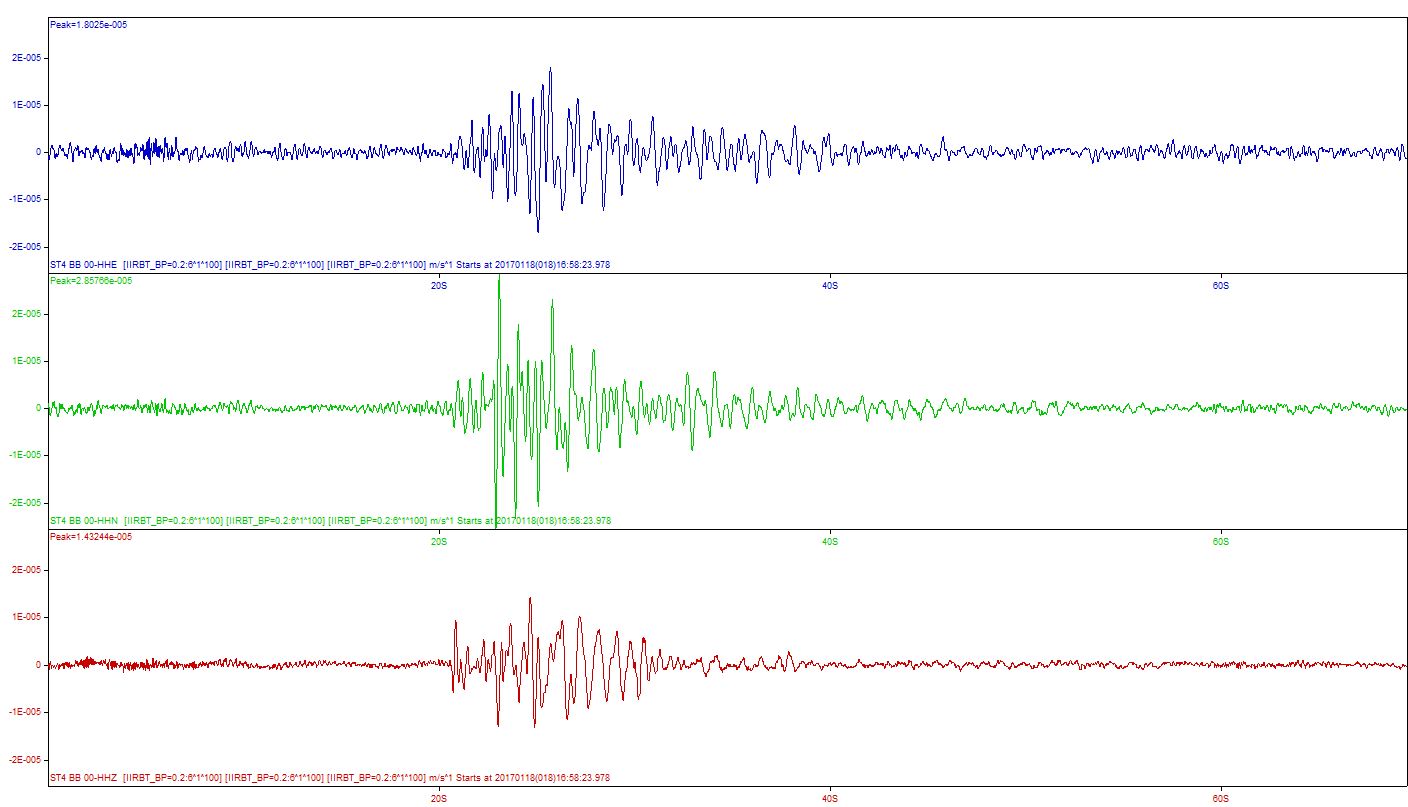 Peak=1.8025e-005
2E-005
1E-005
0
-1E-005
-2E-005
ST4 BB 00-HHE [IIRBT_BP=0.2:6^1^100] [IIRBT_BP=0.2:6^1^100] [IIRBT_BP=0.2:6^1^100] m/s^1 Starts at 20170118(018)16:58:23.978
20S 40S 60S
Peak=2.85766e-005
2E-005
1E-005
0
-1E-005
-2E-005
ST4 BB 00-HHN [IIRBT_BP=0.2:6^1^100] [IIRBT_BP=0.2:6^1^100] [IIRBT_BP=0.2:6^1^100] m/s^1 Starts at 20170118(018)16:58:23.978
20S 40S 60S
Peak=1.43244e-005
2E-005
1E-005
0
-1E-005
-2E-005
ST4 BB 00-HHZ [IIRBT_BP=0.2:6^1^100] [IIRBT_BP=0.2:6^1^100] [IIRBT_BP=0.2:6^1^100] m/s^1 Starts at 20170118(018)16:58:23.978
20S 40S 60S